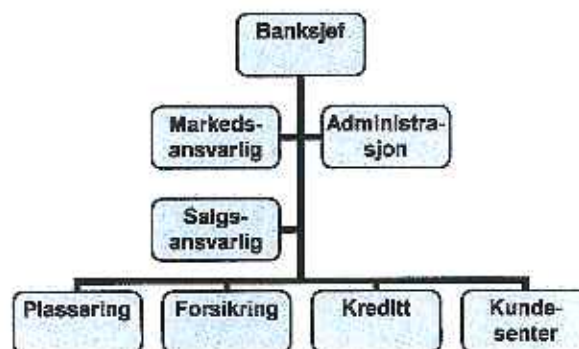 Banksjef
Markeds-
ansvarlig
Administra-
sjon
Salgs-
ansvarlig
Plassering
Forsikring
Kreditt
Kunde-
senter